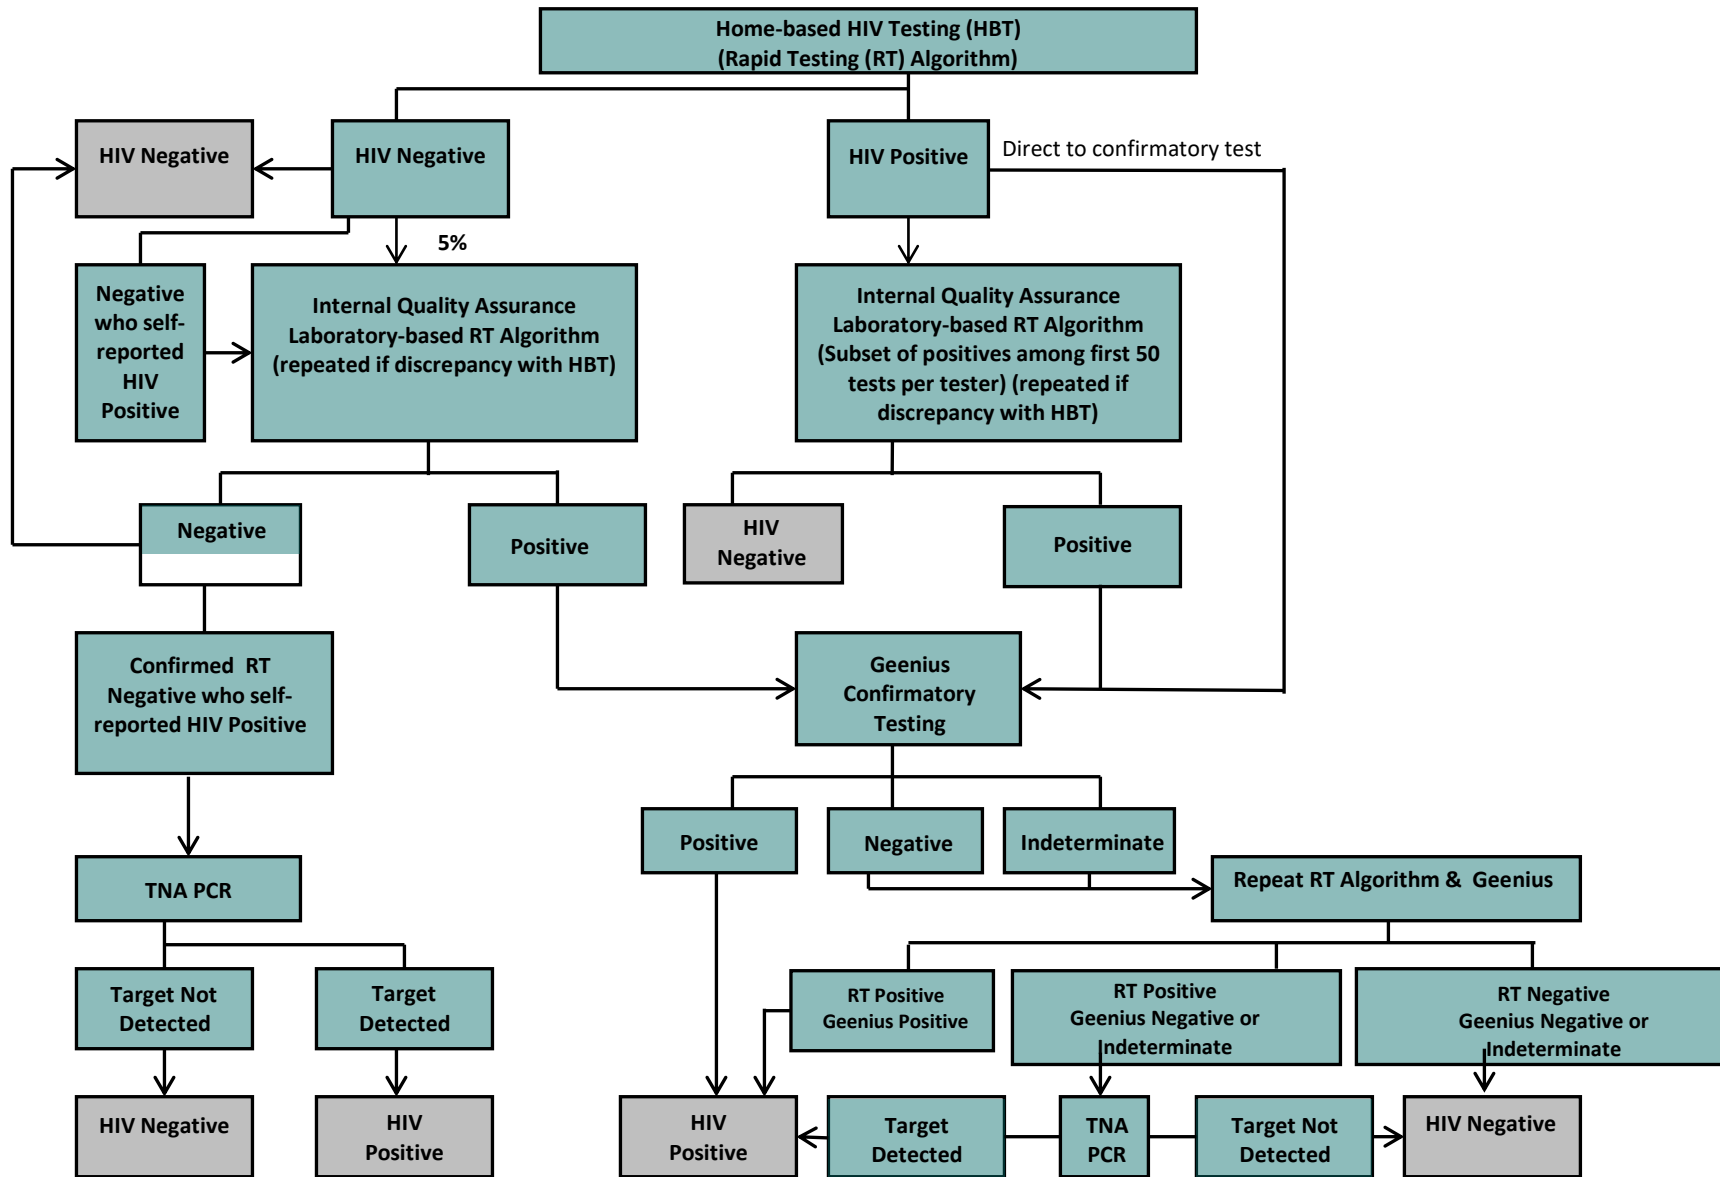 Home-based HIV Testing (HBT)
(Rapid Testing (RT) Algorithm)
HIV Negative
HIV Negative
HIV Positive
Direct to confirmatory test
5%
Negative
who self-
reported
HIV
Positive
Internal Quality Assurance
Laboratory-based RT Algorithm
(repeated if discrepancy with HBT)
Internal Quality Assurance
Laboratory-based RT Algorithm
(Subset of positives among first 50
tests per tester) (repeated if
discrepancy with HBT)
Negative
Positive
HIV
Negative
Positive
Confirmed RT
Negative who self-
reported HIV Positive
Geenius
Confirmatory
Testing
Positive
Negative
Indeterminate
TNA PCR
Repeat RT Algorithm & Geenius
Target Not
Detected
Target
Detected
RT Positive
Geenius Positive
RT Positive
Geenius Negative or
Indeterminate
RT Negative
Geenius Negative or
Indeterminate
HIV Negative
HIV
Positive
HIV
Positive
Target
Detected
TNA
PCR
Target Not
Detected
HIV Negative